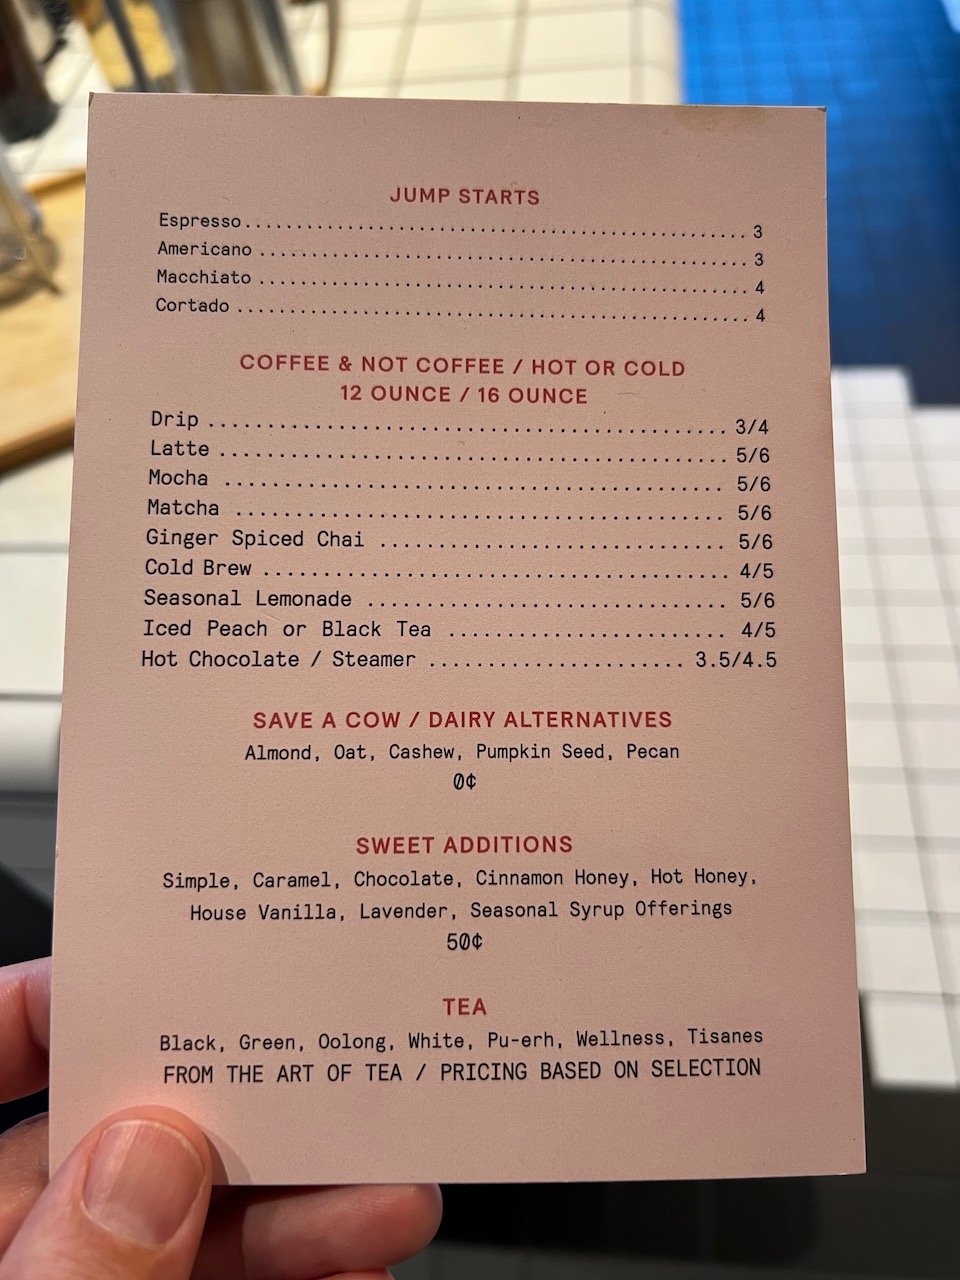 JUMP STARTS
Espresso........................................................ 3
Americano ...................................................... 3
Macchiato ...................................................... 4
Cortado ........................................................ 4
COFFEE & NOT COFFEE / HOT OR COLD
12 OUNCE / 16 OUNCE
Drip ............................................ 3/4
Latte ........................................... 5/6
Mocha .......................................... 5/6
Matcha ......................................... 5/6
Ginger Spiced Chai ............................. 5/6
Cold Brew ........................................ 4/5
Seasonal Lemonade .............................. 5/6
Iced Peach or Black Tea ........................ 4/5
Hot Chocolate / Steamer ...................... 3.5/4.5
SAVE A COW / DAIRY ALTERNATIVES
Almond, Oat, Cashew, Pumpkin Seed, Pecan
0¢
SWEET ADDITIONS
Simple, Caramel, Chocolate, Cinnamon Honey, Hot Honey,
House Vanilla, Lavender, Seasonal Syrup Offerings
50¢
TEA
Black, Green, Oolong, White, Pu-erh, Wellness, Tisanes
FROM THE ART OF TEA / PRICING BASED ON SELECTION